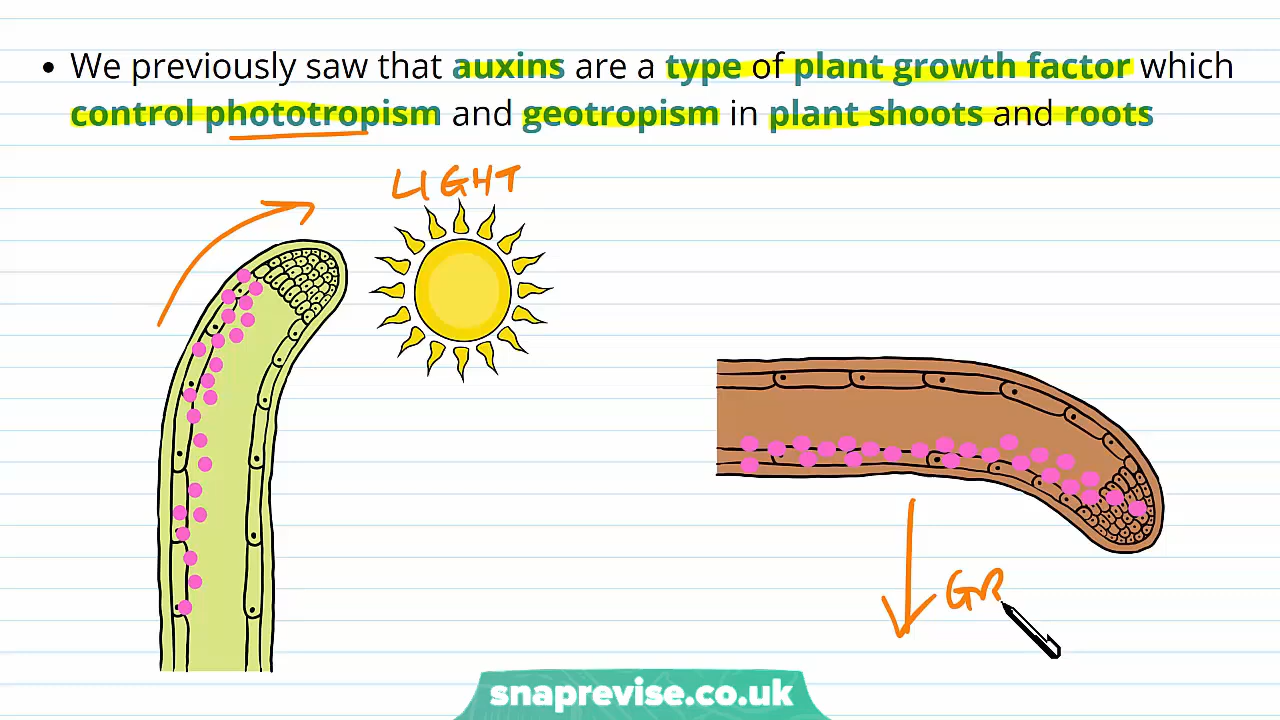 • We previously saw that auxins are a type of plant growth factor which
control phototropism and geotropism in plant shoots and roots
LIGHT
GR
snaprevise.co.uk